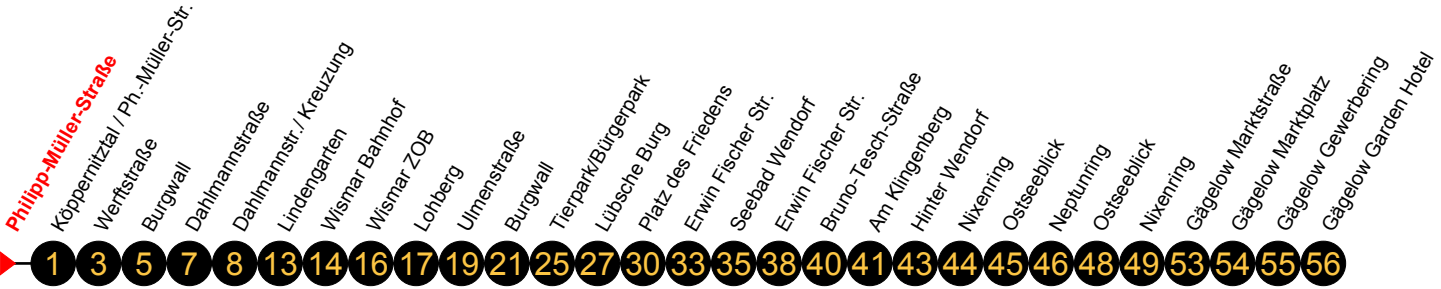 Philipp-Müller-Straße
Köppernitztal / Ph.-Müller-Str.
Werftstraße
Burgwall
Dahlmannstraße
Dahlmannstr./ Kreuzung
Lindengarten
Wismar Bahnhof
Wismar ZOB
Lohberg
Ulmenstraße
Burgwall
Tierpark/Bürgerpark
Lübsche Burg
Platz des Friedens
Erwin Fischer Str.
Seebad Wendorf
Erwin Fischer Str.
Bruno-Tesch-Straße
Am Klingenberg
Hinter Wendorf
Nixenring
Ostseeblick
Neptunring
Ostseeblick
Nixenring
Gägelow Marktstraße
Gägelow Marktplatz
Gägelow Gewerbering
Gägelow Garden Hotel
1 3 5 7 8 13 14 16 17 19 21 25 27 30 33 35 38 40 41 43 44 45 46 48 49 53 54 55 56